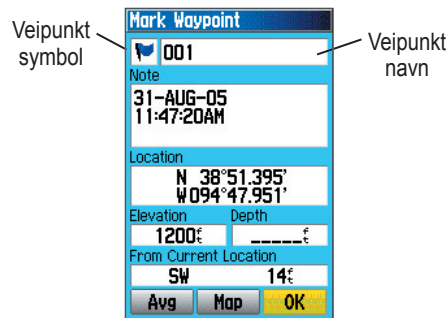 Mark Waypoint
Veipunkt
symbol
001
Veipunkt
navn
Note
31-AUG-05
11:47:20AM
Location
N 38°51.395'
W094°47.951'
Elevation Depth
1200ft _____ft
From Current Location
SW 14ft
Avg Map OK